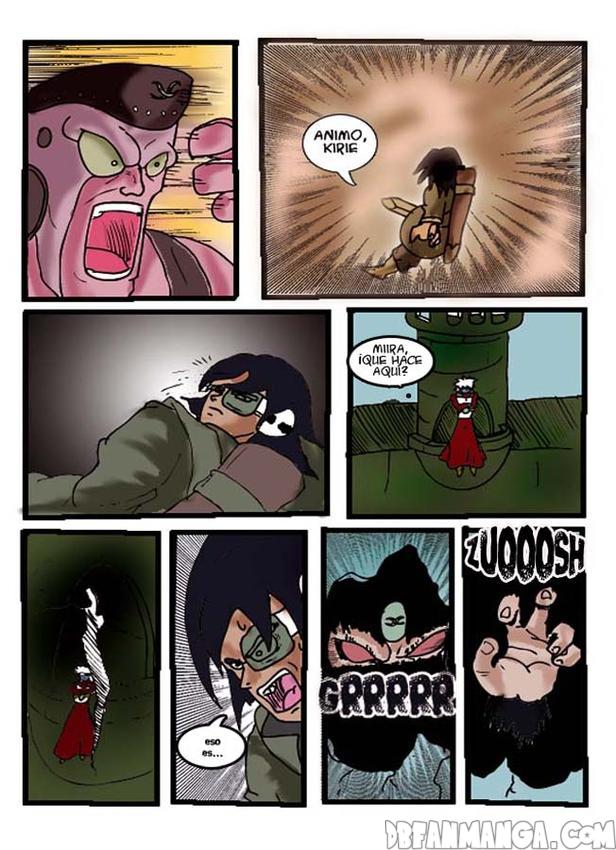 ANIMO,
KIRIE
MIIRA,
¡QUE HACE
AQUI?
eso
es...
GRRRRR
ZUOOOSH
DBFANMANGA.COM